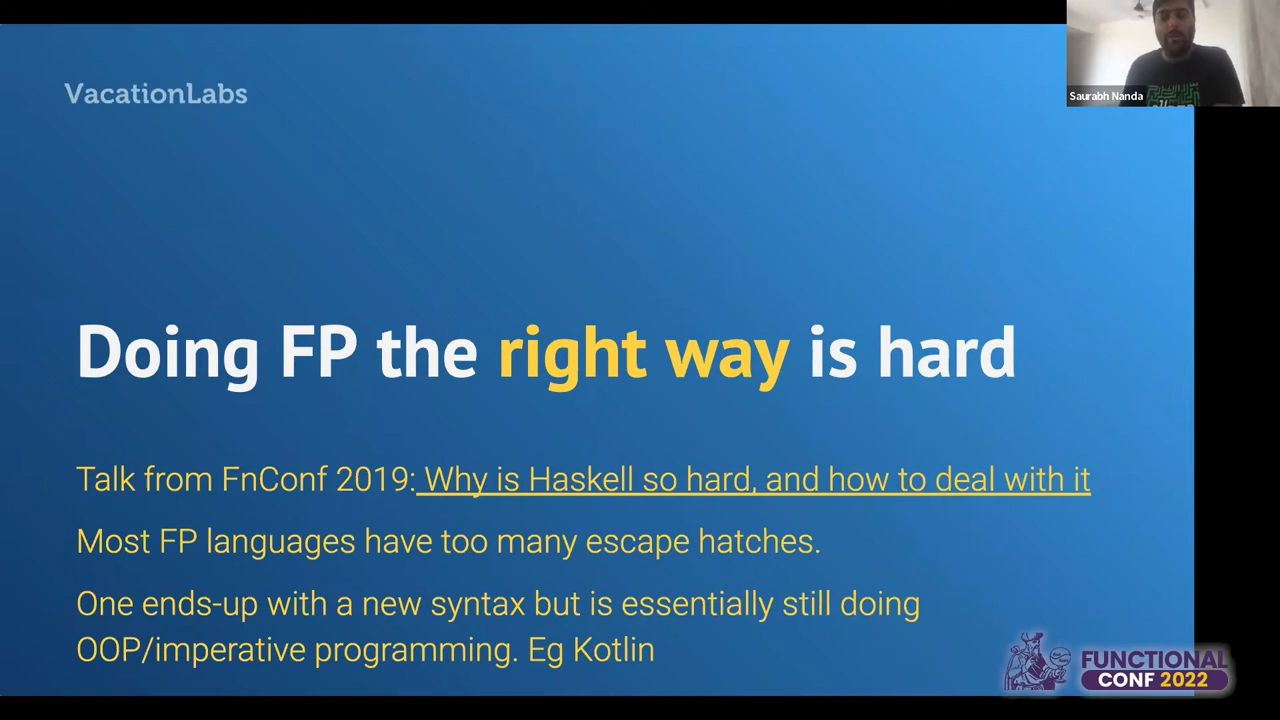 VacationLabs
Saurabh Nanda
Doing FP the right way is hard
Talk from FnConf 2019: Why is Haskell so hard, and how to deal with it
Most FP languages have too many escape hatches.
One ends-up with a new syntax but is essentially still doing
OOP/imperative programming. Eg Kotlin
FUNCTIONAL
CONF 2022